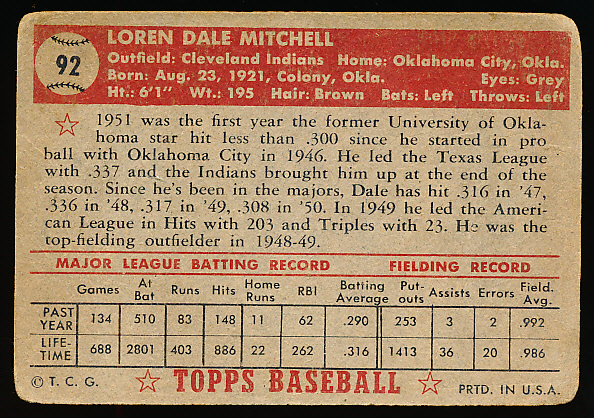 92
LOREN DALE MITCHELL
Outfield: Cleveland Indians Home: Oklahoma City, Okla.
Born: Aug. 23, 1921, Colony, Okla. Eyes: Grey
Ht.: 6'1" Wt.: 195 Hair: Brown Bats: Left Throws: Left
1951 was the first year the former University of Okla-
homa star hit less than .300 since he started in pro
ball with Oklahoma City in 1946. He led the Texas League
with .337 and the Indians brought him up at the end of the
season. Since he's been in the majors, Dale has hit .316 in '47,
.336 in '48, .317 in '49, .308 in '50. In 1949 he led the Ameri-
can League in Hits with 203 and Triples with 23. He was the
top-fielding outfielder in 1948-49.
MAJOR LEAGUE BATTING RECORD FIELDING RECORD
Games At Bat Runs Hits Home Runs RBI Batting Average Put-outs Assists Errors Field. Avg.
PAST YEAR 134 510 83 148 11 62 .290 253 3 2 .992
LIFE-TIME 688 2801 403 886 22 262 .316 1413 36 20 .986
© T. C. G. TOPPS BASEBALL PRTD. IN U.S.A.